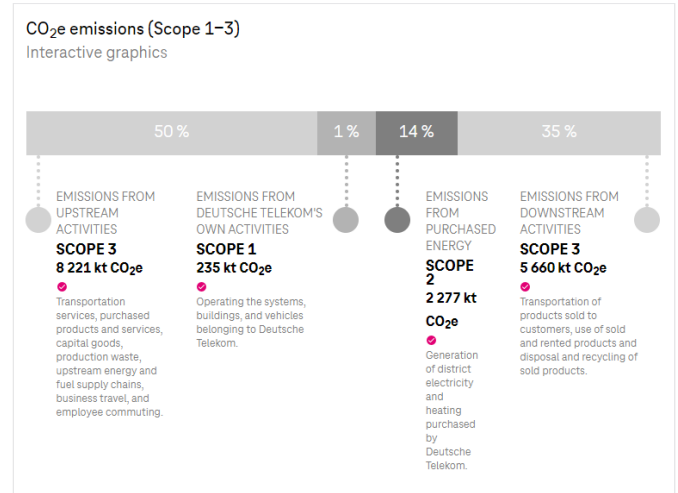 CO₂e emissions (Scope 1–3)
Interactive graphics
50 %
1 %
14 %
35 %
EMISSIONS FROM
UPSTREAM
ACTIVITIES
SCOPE 3
8 221 kt CO₂e
Transportation
services, purchased
products and services,
capital goods,
production waste,
upstream energy and
fuel supply chains,
business travel, and
employee commuting.
EMISSIONS FROM
DEUTSCHE TELEKOM'S
OWN ACTIVITIES
SCOPE 1
235 kt CO₂e
Operating the systems,
buildings, and vehicles
belonging to Deutsche
Telekom.
EMISSIONS
FROM
PURCHASED
ENERGY
SCOPE
2
2 277 kt
CO₂e
Generation
of district
electricity
and
heating
purchased
by
Deutsche
Telekom.
EMISSIONS FROM
DOWNSTREAM
ACTIVITIES
SCOPE 3
5 660 kt CO₂e
Transportation of
products sold to
customers, use of sold
and rented products and
disposal and recycling of
sold products.